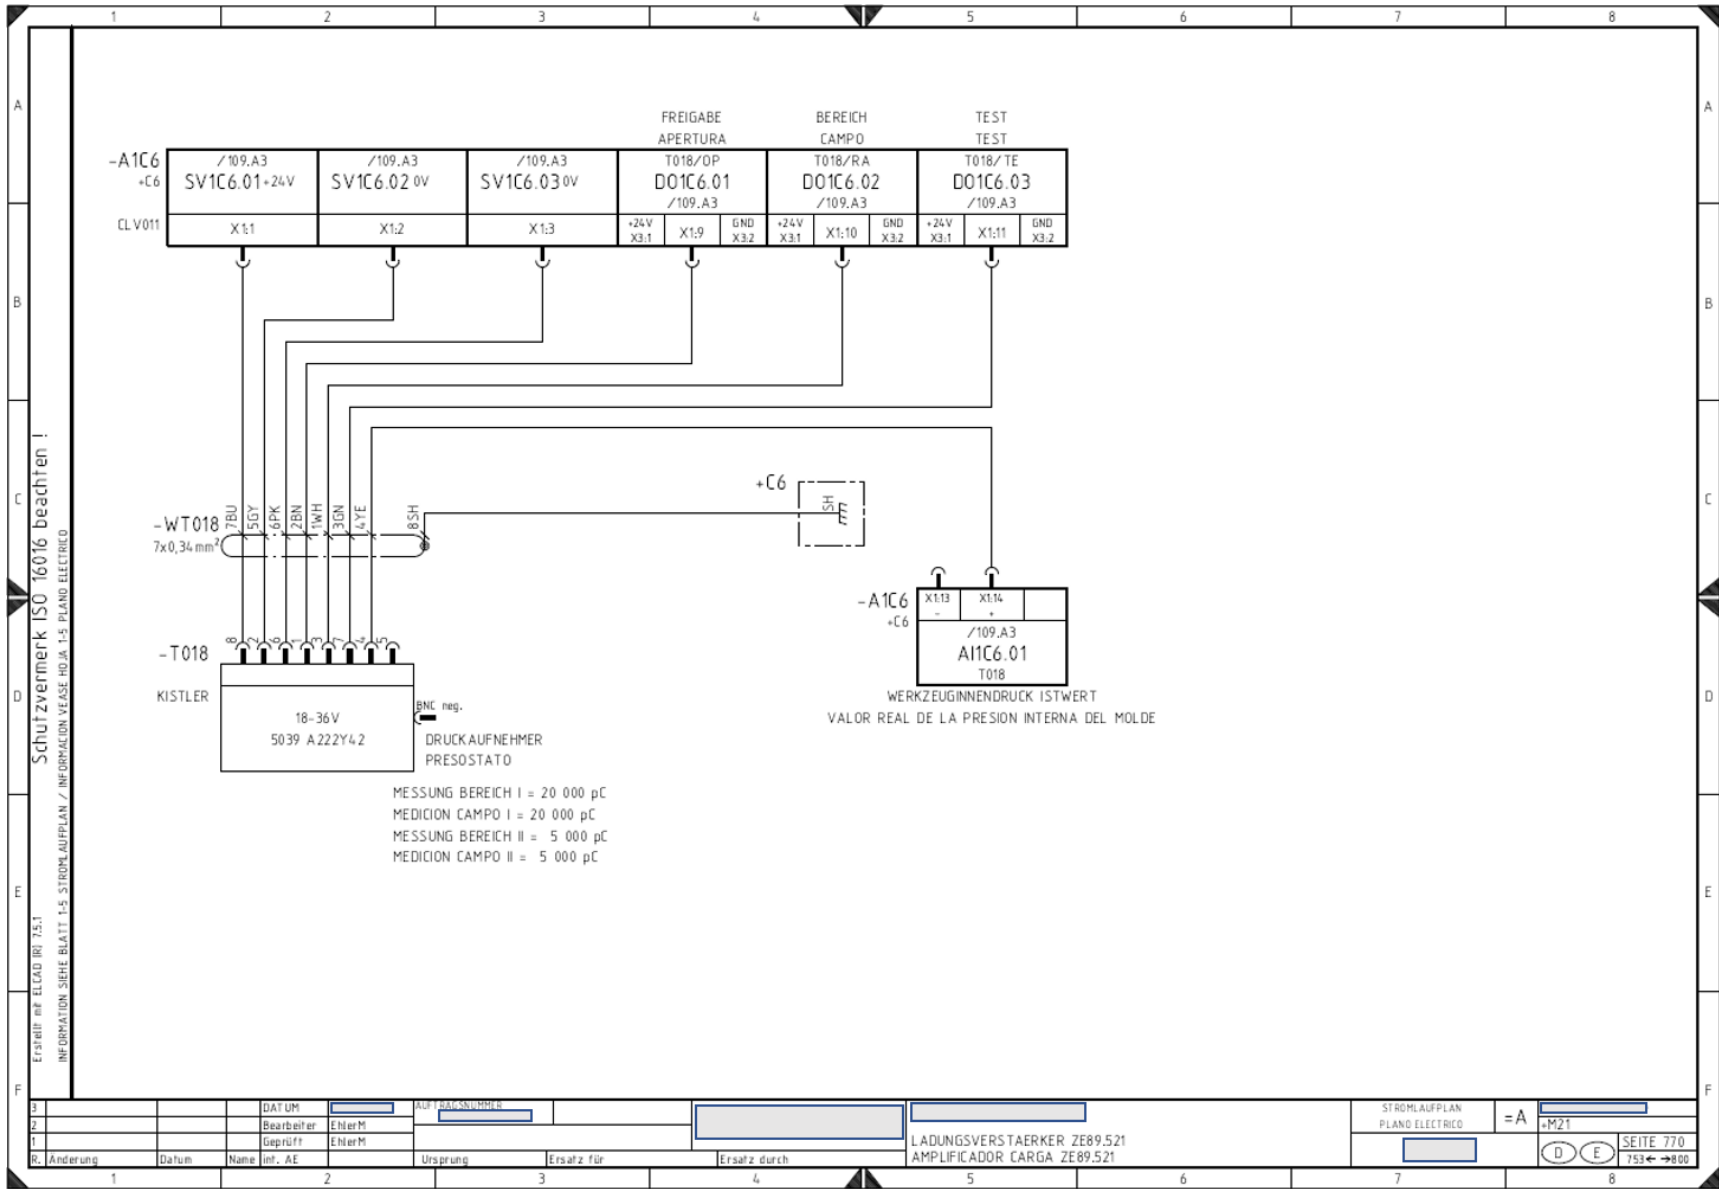 1 2 3 4 5 6 7 8
A A
B B
C C
D D
E E
F F
Schutzvermerk ISO 16016 beachten !
Erstellt mit ELCAD (R) 7.5.1
INFORMATION SIEHE BLATT 1-5 STROMLAUFPLAN / INFORMACION VEASE HOJA 1-5 PLANO ELECTRICO
FREIGABE BEREICH TEST
APERTURA CAMPO TEST
-A1C6 /109.A3 /109.A3 /109.A3 T018/OP T018/RA T018/TE
+C6 SV1C6.01 +24V SV1C6.02 0V SV1C6.03 0V DO1C6.01 DO1C6.02 DO1C6.03
/109.A3 /109.A3 /109.A3
CLV011 X1:1 X1:2 X1:3 +24V X3:1 X1:9 GND X3:2 +24V X3:1 X1:10 GND X3:2 +24V X3:1 X1:11 GND X3:2
+C6
SH
-WT018 7BU 5GY 6PK 2BN 1WH 3GN 4YE 8SH
7x0,34mm²
-A1C6 X1:13 X1:14
+C6 - +
/109.A3
AI1C6.01
T018
WERKZEUGINNENDRUCK ISTWERT
VALOR REAL DE LA PRESION INTERNA DEL MOLDE
-T018 8 2 6 1 3 7 4 5
KISTLER
18-36V
5039 A222Y42
BNC neg.
DRUCKAUFNEHMER
PRESOSTATO
MESSUNG BEREICH I = 20 000 pC
MEDICION CAMPO I = 20 000 pC
MESSUNG BEREICH II = 5 000 pC
MEDICION CAMPO II = 5 000 pC
3 DATUM AUFTRAGSNUMMER
2 Bearbeiter EhlerM
1 Geprüft EhlerM
R. Änderung Datum Name int. AE Ursprung Ersatz für Ersatz durch
LADUNGSVERSTAERKER ZE89.521
AMPLIFICADOR CARGA ZE89.521
STROMLAUFPLAN
PLANO ELECTRICO
=A
+M21
D E
SEITE 770
753← →800
1 2 3 4 5 6 7 8